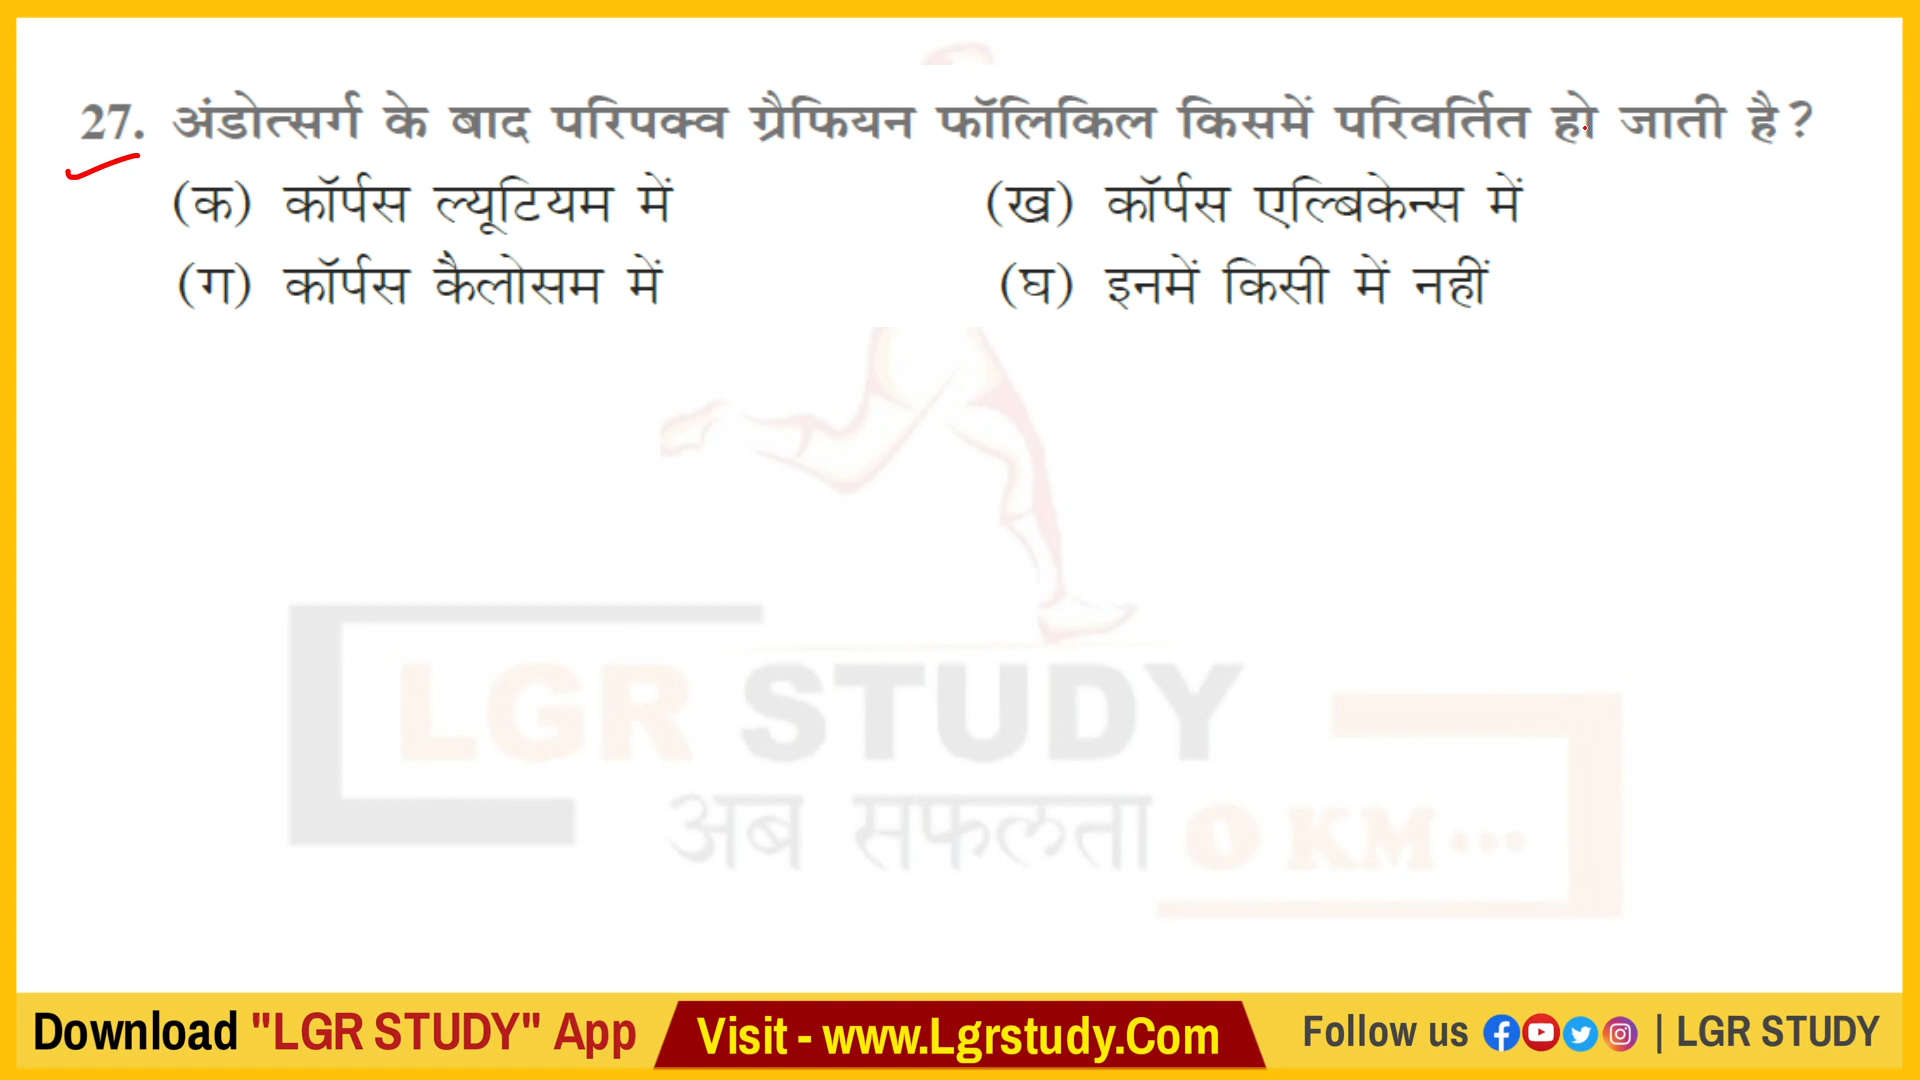 27. अंडोत्सर्ग के बाद परिपक्व ग्रैफियन फॉलिकिल किसमें परिवर्तित हो जाती है?
(क) कॉर्पस ल्यूटियम में (ख) कॉर्पस एल्बिकेन्स में
(ग) कॉर्पस कैलोसम में (घ) इनमें किसी में नहीं
LGR STUDY
अब सफलता 0 KM...
Download "LGR STUDY" App Visit - www.Lgrstudy.Com Follow us | LGR STUDY